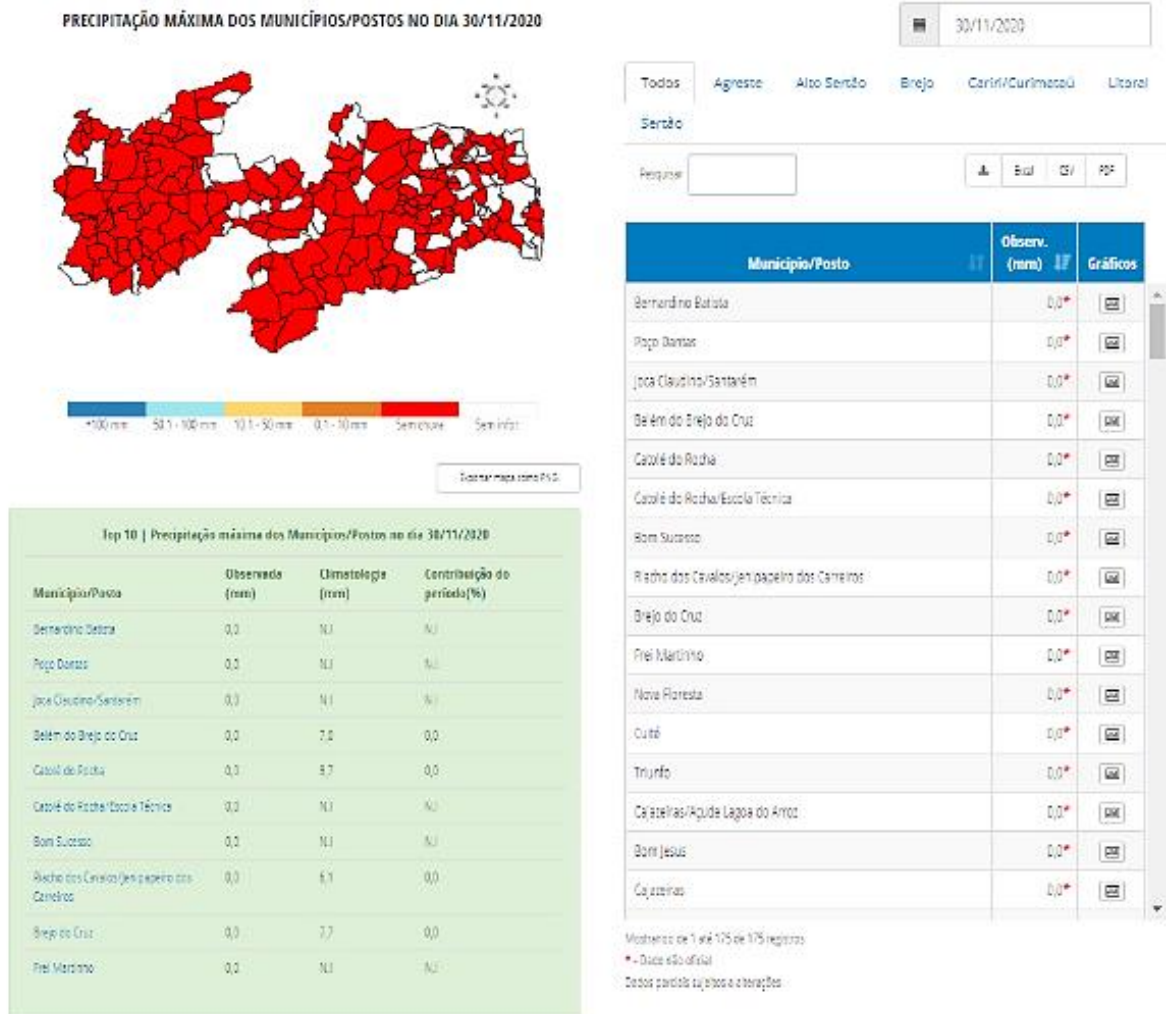 PRECIPITAÇÃO MÁXIMA DOS MUNICÍPIOS/POSTOS NO DIA 30/11/2020
+100 mm 50.1 - 100 mm 10.1 - 50 mm 0.1 - 10 mm Sem chuva Sem infor.
Exportar mapa como PNG
Top 10 | Precipitação máxima dos Municípios/Postos no dia 30/11/2020
Município/Posto Observada (mm) Climatologia (mm) Contribuição do período(%)
Bernardino Batista 0,0 N.I N.I
Poço Dantas 0,0 N.I N.I
Joca Claudino/Santarém 0,0 N.I N.I
Belém do Brejo do Cruz 0,0 7,0 0,0
Catolé do Rocha 0,0 9,7 0,0
Catolé do Rocha/Escola Técnica 0,0 N.I N.I
Bom Sucesso 0,0 N.I N.I
Riacho dos Cavalos/Jenipapeiro dos Carreiros 0,0 6,1 0,0
Brejo do Cruz 0,0 7,7 0,0
Frei Martinho 0,0 N.I N.I
30/11/2020
Todos Agreste Alto Sertão Brejo Cariri/Curimataú Litoral
Sertão
Pesquisar
Excel CSV PDF
Município/Posto Observ. (mm) Gráficos
Bernardino Batista 0,0*
Poço Dantas 0,0*
Joca Claudino/Santarém 0,0*
Belém do Brejo do Cruz 0,0*
Catolé do Rocha 0,0*
Catolé do Rocha/Escola Técnica 0,0*
Bom Sucesso 0,0*
Riacho dos Cavalos/Jenipapeiro dos Carreiros 0,0*
Brejo do Cruz 0,0*
Frei Martinho 0,0*
Nova Floresta 0,0*
Cuité 0,0*
Triunfo 0,0*
Cajazeiras/Açude Lagoa do Arroz 0,0*
Bom Jesus 0,0*
Cajazeiras 0,0*
Mostrando de 1 até 175 de 175 registros
* - Dado não oficial
Dados parciais sujeitos a alterações